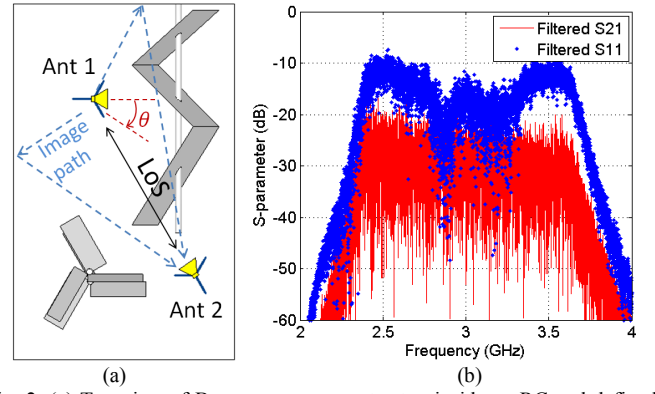 Ant 1
θ
Image
path
LoS
Ant 2
(a)
0
-10
-20
-30
-40
-50
-60
S-parameter (dB)
Filtered S21
Filtered S11
2
2.5
3
3.5
4
Frequency (GHz)
(b)